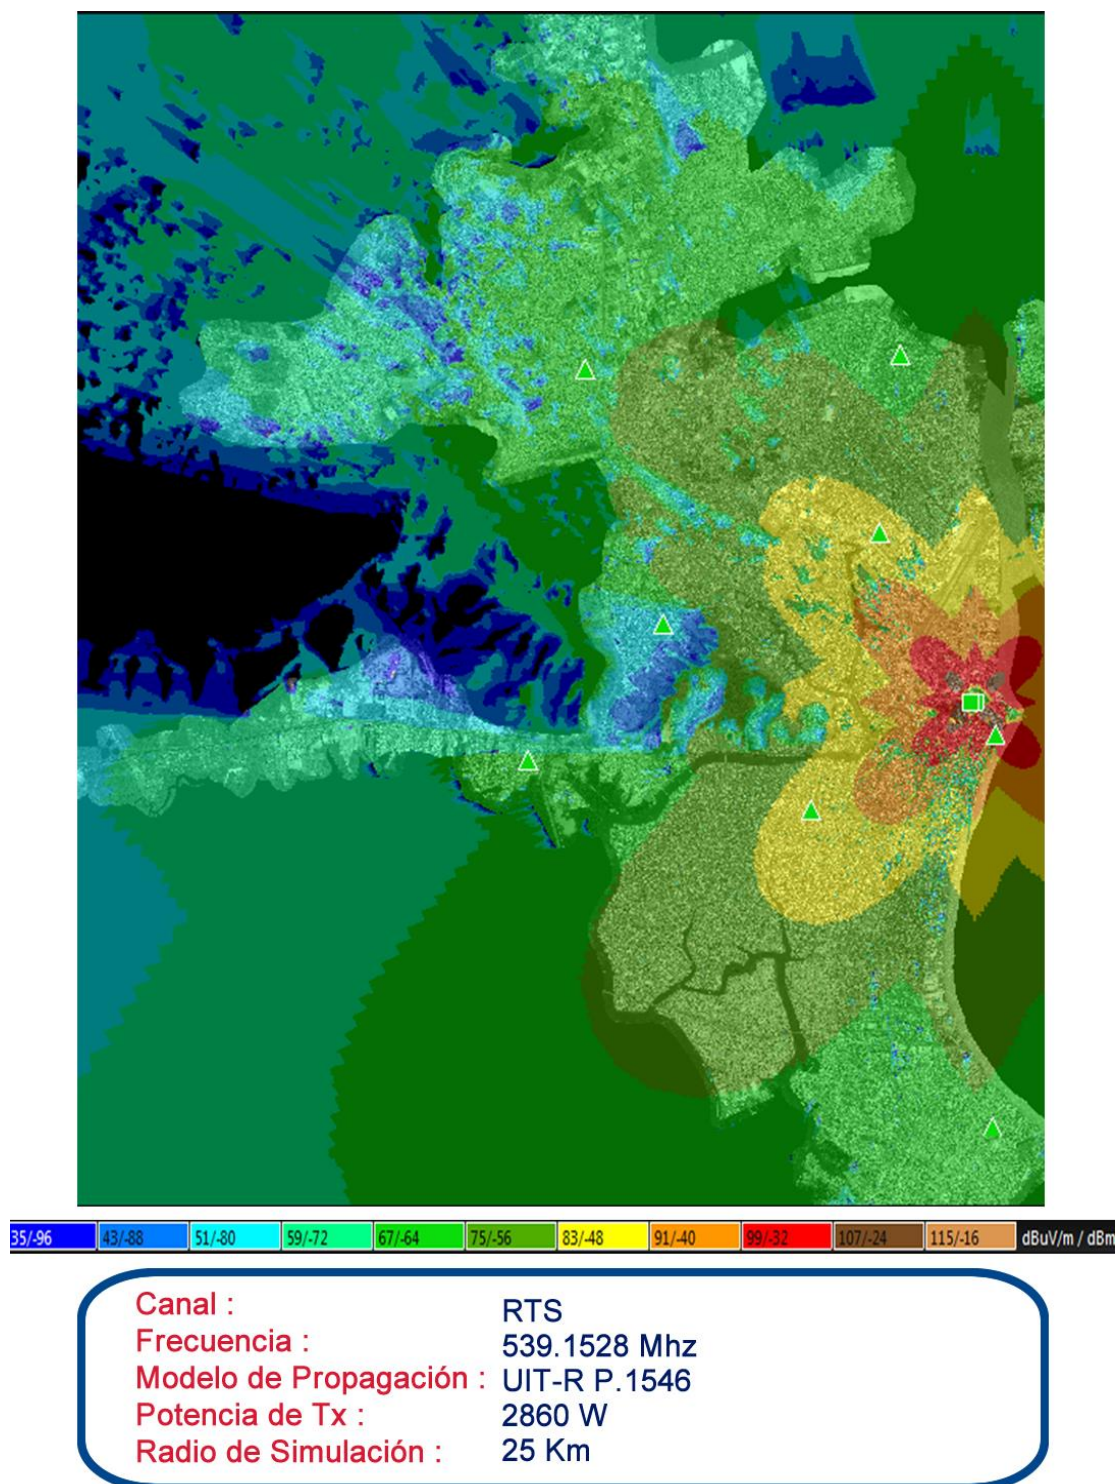 35/-96 43/-88 51/-80 59/-72 67/-64 75/-56 83/-48 91/-40 99/-32 107/-24 115/-16 dBuV/m / dBm
Canal : RTS
Frecuencia : 539.1528 Mhz
Modelo de Propagación : UIT-R P.1546
Potencia de Tx : 2860 W
Radio de Simulación : 25 Km